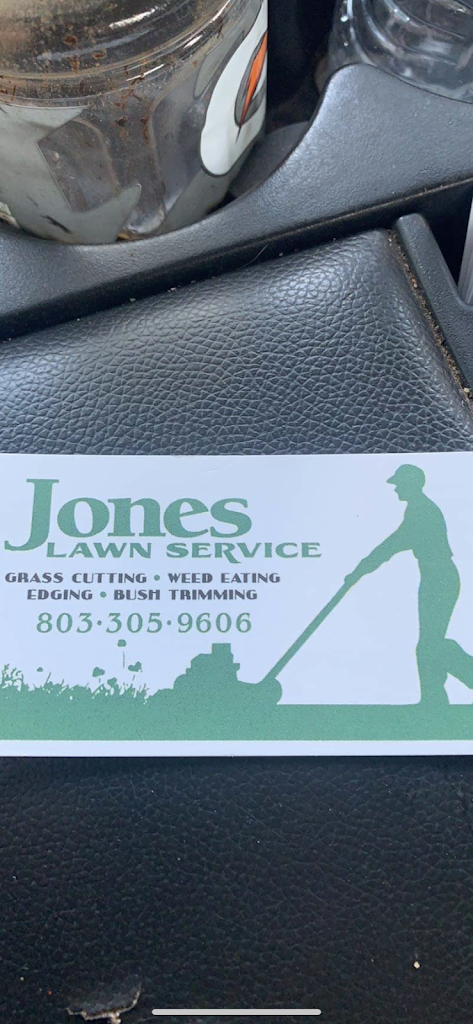 Jones
LAWN SERVICE
GRASS CUTTING • WEED EATING
EDGING • BUSH TRIMMING
803•305•9606